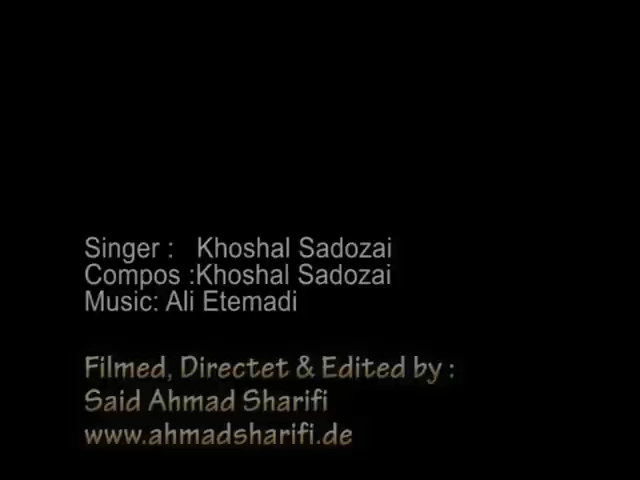 Singer :   Khoshal Sadozai
Compos :Khoshal Sadozai
Music: Ali Etemadi
Filmed, Directet & Edited by :
Said Ahmad Sharifi
www.ahmadsharifi.de